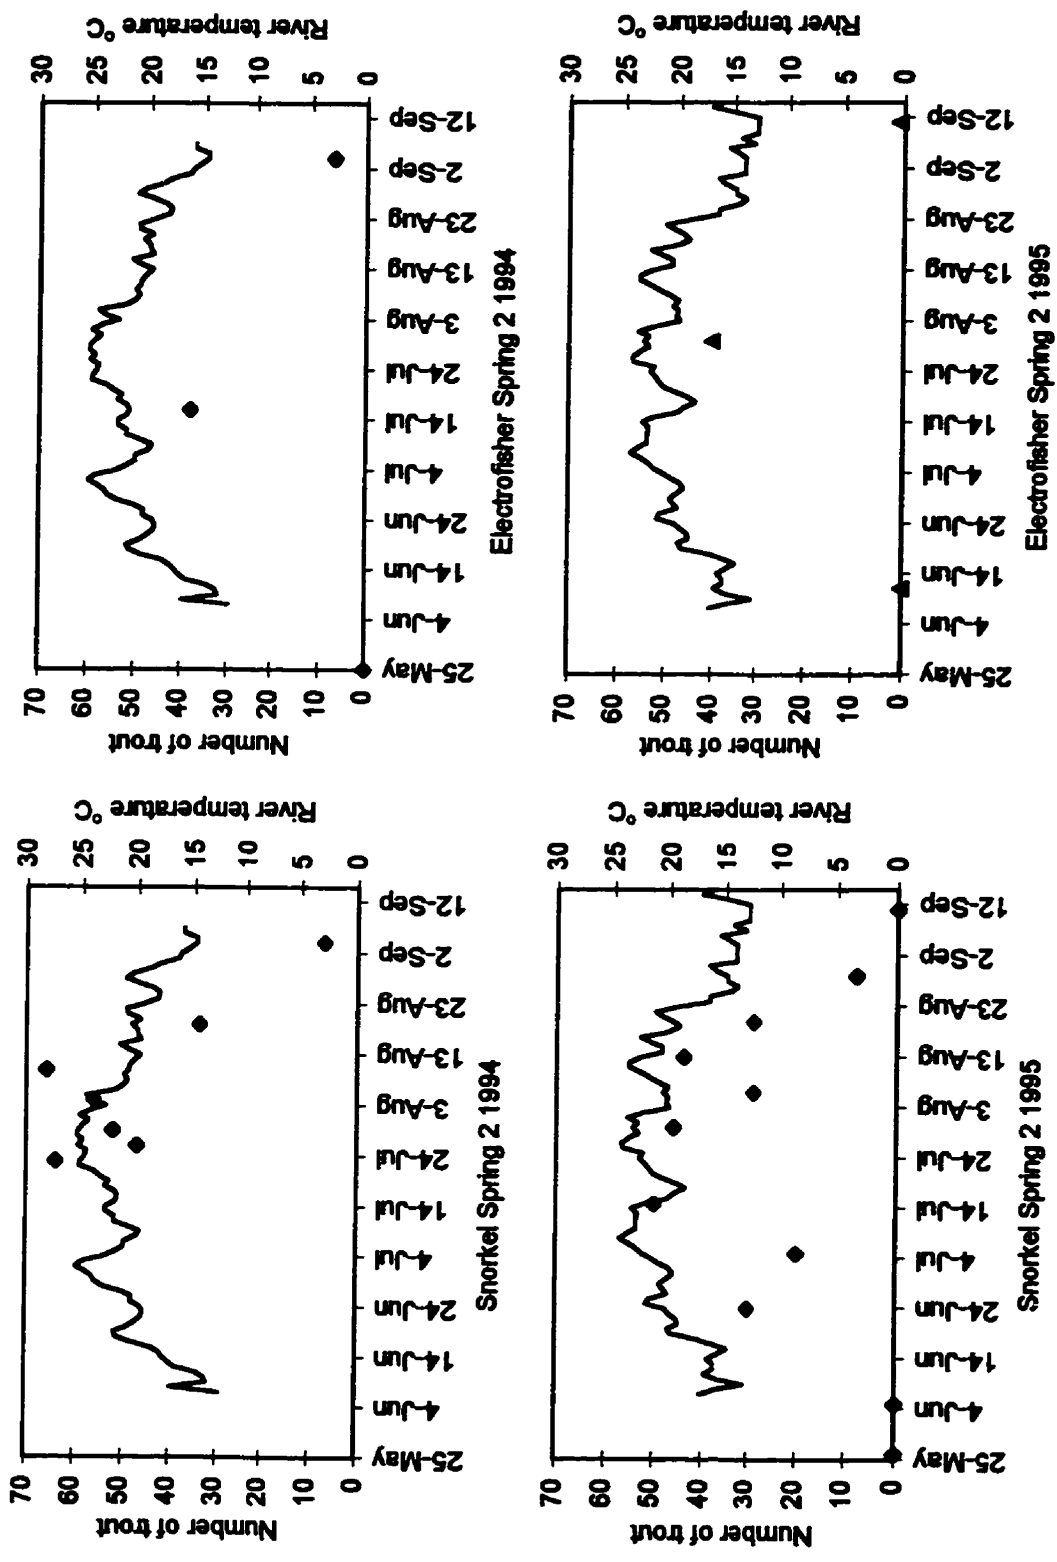 Number of trout
70
60
50
40
30
20
10
0
30
25
20
15
10
5
0
River temperature °C
25-May
4-Jun
14-Jun
24-Jun
4-Jul
14-Jul
24-Jul
3-Aug
13-Aug
23-Aug
2-Sep
12-Sep
Snorkel Spring 2 1994
Number of trout
70
60
50
40
30
20
10
0
30
25
20
15
10
5
0
River temperature °C
25-May
4-Jun
14-Jun
24-Jun
4-Jul
14-Jul
24-Jul
3-Aug
13-Aug
23-Aug
2-Sep
12-Sep
Electrofisher Spring 2 1994
Number of trout
70
60
50
40
30
20
10
0
30
25
20
15
10
5
0
River temperature °C
25-May
4-Jun
14-Jun
24-Jun
4-Jul
14-Jul
24-Jul
3-Aug
13-Aug
23-Aug
2-Sep
12-Sep
Snorkel Spring 2 1995
Number of trout
70
60
50
40
30
20
10
0
30
25
20
15
10
5
0
River temperature °C
25-May
4-Jun
14-Jun
24-Jun
4-Jul
14-Jul
24-Jul
3-Aug
13-Aug
23-Aug
2-Sep
12-Sep
Electrofisher Spring 2 1995